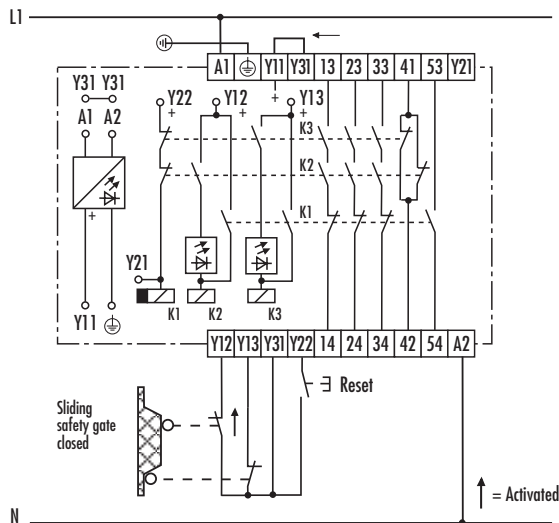 L1
A1 Y11 Y31 13 23 33 41 53 Y21
Y31 Y31
Y22 Y12 Y13
+ + + +
A1 A2
K3
K2
K1
+
Y21
Y11
K1 K2 K3
Y12 Y13 Y31 Y22 14 24 34 42 54 A2
Reset
Sliding
safety gate
closed
= Activated
N